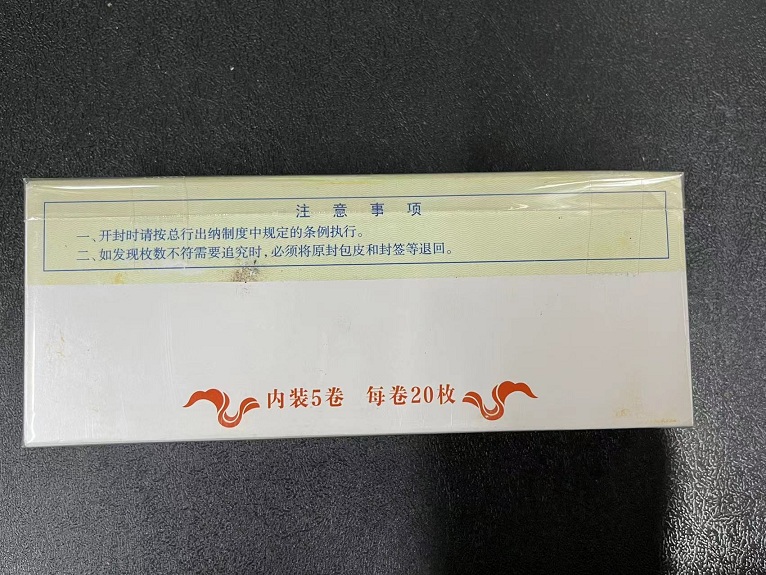 注意事项
一、开封时请按总行出纳制度中规定的条例执行。
二、如发现枚数不符需要追究时，必须将原封包皮和封签等退回。
内装5卷 每卷20枚